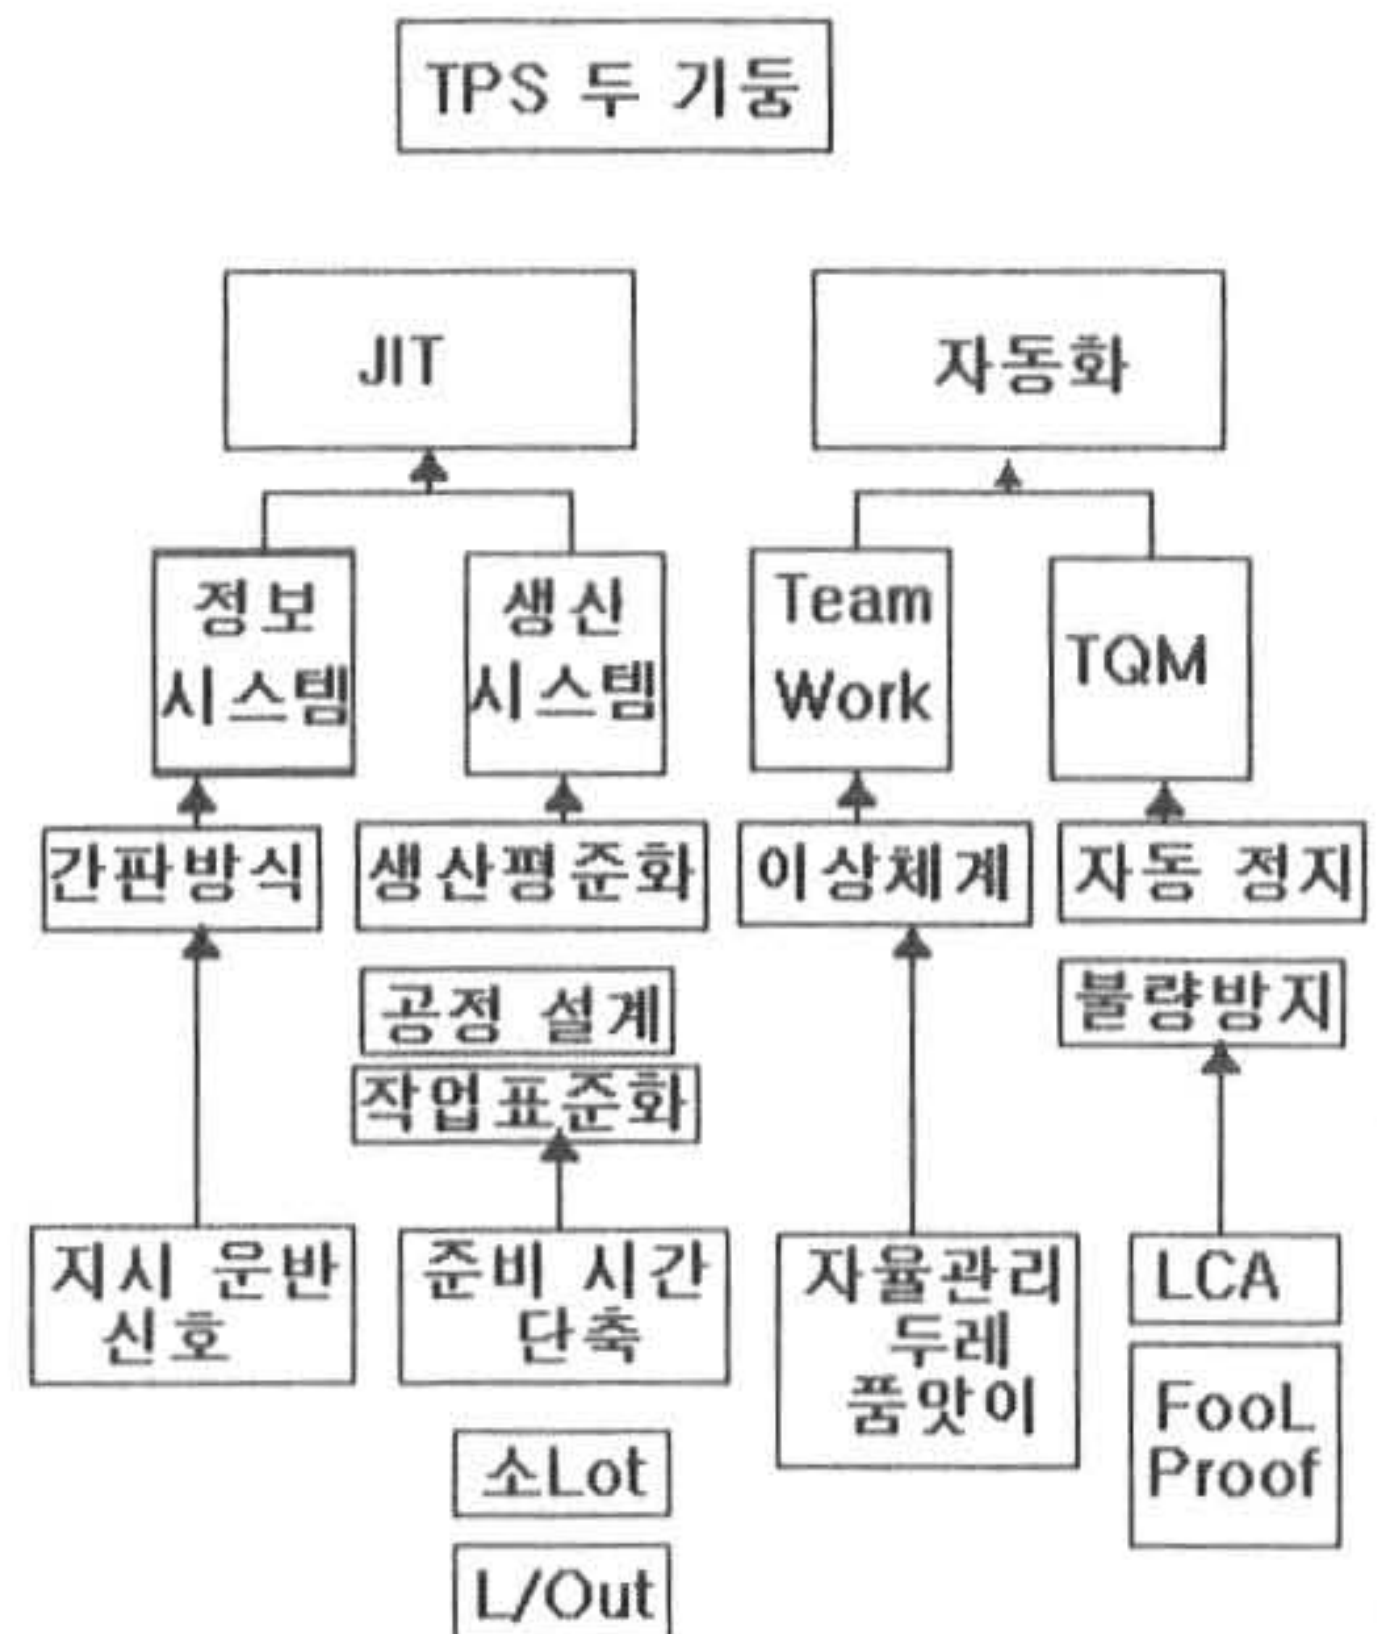 TPS 두 기둥
JIT
자동화
정보
시스템
생산
시스템
Team
Work
TQM
간판방식
생산평준화
이상체계
자동 정지
불량방지
공정 설계
작업표준화
지시 운반
신호
준비 시간
단축
자율관리
두레
품맛이
LCA
FooL
Proof
소Lot
L/Out